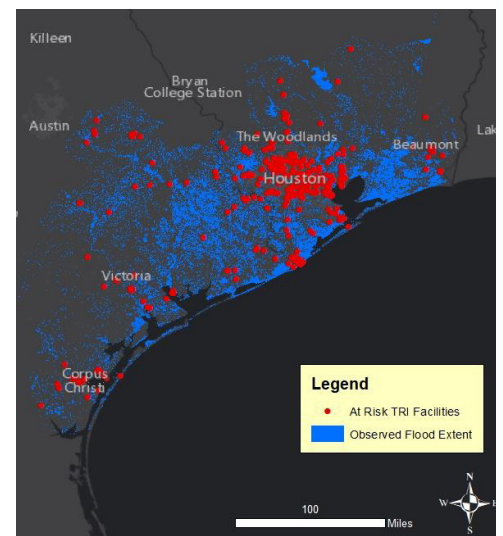 Killeen
Bryan
College Station
Austin
The Woodlands
Beaumont
Lak
Houston
Victoria
Corpus
Christi
Legend
At Risk TRI Facilities
Observed Flood Extent
N
W
E
S
100
Miles